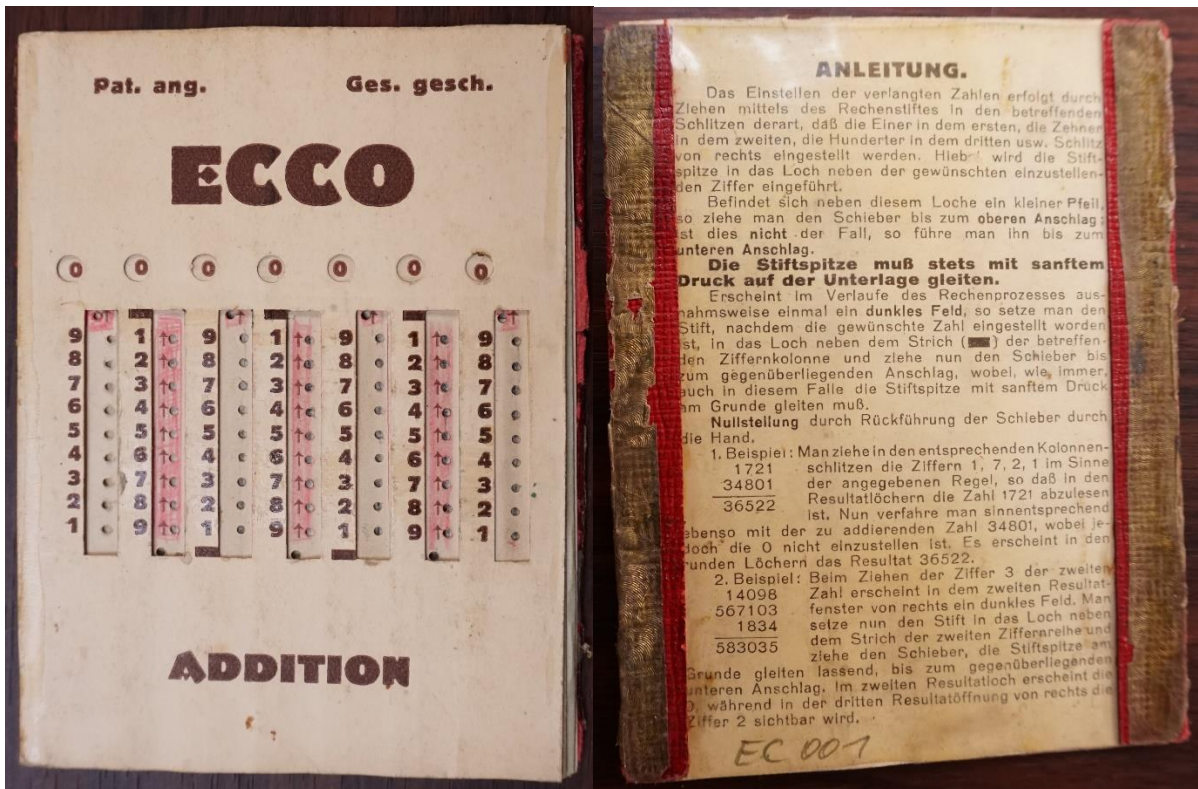 Pat. ang. Ges. gesch.
ECCO
0 0 0 0 0 0 0
9 1 ↑ 9 1 ↑ 9 1 ↑ 9
8 2 ↑ 8 2 ↑ 8 2 ↑ 8
7 3 ↑ 7 3 ↑ 7 3 ↑ 7
6 4 ↑ 6 4 ↑ 6 4 ↑ 6
5 5 ↑ 5 5 ↑ 5 5 ↑ 5
4 6 ↑ 4 6 ↑ 4 6 ↑ 4
3 7 ↑ 3 7 ↑ 3 7 ↑ 3
2 8 ↑ 2 8 ↑ 2 8 ↑ 2
1 9 ↑ 1 9 ↑ 1 9 ↑ 1
ADDITION
ANLEITUNG.
Das Einstellen der verlangten Zahlen erfolgt durch
Ziehen mittels des Rechenstiftes in den betreffenden
Schlitzen derart, daß die Einer in dem ersten, die Zehner
in dem zweiten, die Hunderter in dem dritten usw. Schlitz
von rechts eingestellt werden. Hieb wird die Stift-
spitze in das Loch neben der gewünschten einzustellen-
den Ziffer eingeführt.
Befindet sich neben diesem Loche ein kleiner Pfeil,
so ziehe man den Schieber bis zum oberen Anschlag;
ist dies nicht der Fall, so führe man ihn bis zum
unteren Anschlag.
Die Stiftspitze muß stets mit sanftem
Druck auf der Unterlage gleiten.
Erscheint im Verlaufe des Rechenprozesses aus-
nahmsweise einmal ein dunkles Feld, so setze man den
Stift, nachdem die gewünschte Zahl eingestellt worden
ist, in das Loch neben dem Strich ( ) der betreffen-
den Ziffernkolonne und ziehe nun den Schieber bis
zum gegenüberliegenden Anschlag, wobei, wie immer,
auch in diesem Falle die Stiftspitze mit sanftem Druck
am Grunde gleiten muß.
Nullstellung durch Rückführung der Schieber durch
die Hand.
1. Beispiel: Man ziehe in den entsprechenden Kolonnen-
1721 schlitzen die Ziffern 1, 7, 2, 1 im Sinne
34801 der angegebenen Regel, so daß in den
36522 Resultatlöchern die Zahl 1721 abzulesen
ist. Nun verfahre man sinnentsprechend
ebenso mit der zu addierenden Zahl 34801, wobei je-
doch die 0 nicht einzustellen ist. Es erscheint in den
runden Löchern das Resultat 36522.
2. Beispiel: Beim Ziehen der Ziffer 3 der zweiten
14098 Zahl erscheint in dem zweiten Resultat-
567103 fenster von rechts ein dunkles Feld. Man
1834 setze nun den Stift in das Loch neben
583035 dem Strich der zweiten Ziffernreihe und
ziehe den Schieber, die Stiftspitze am
Grunde gleiten lassend, bis zum gegenüberliegenden
unteren Anschlag. Im zweiten Resultatloch erscheint die
0, während in der dritten Resultatöffnung von rechts die
Ziffer 2 sichtbar wird.
EC 001